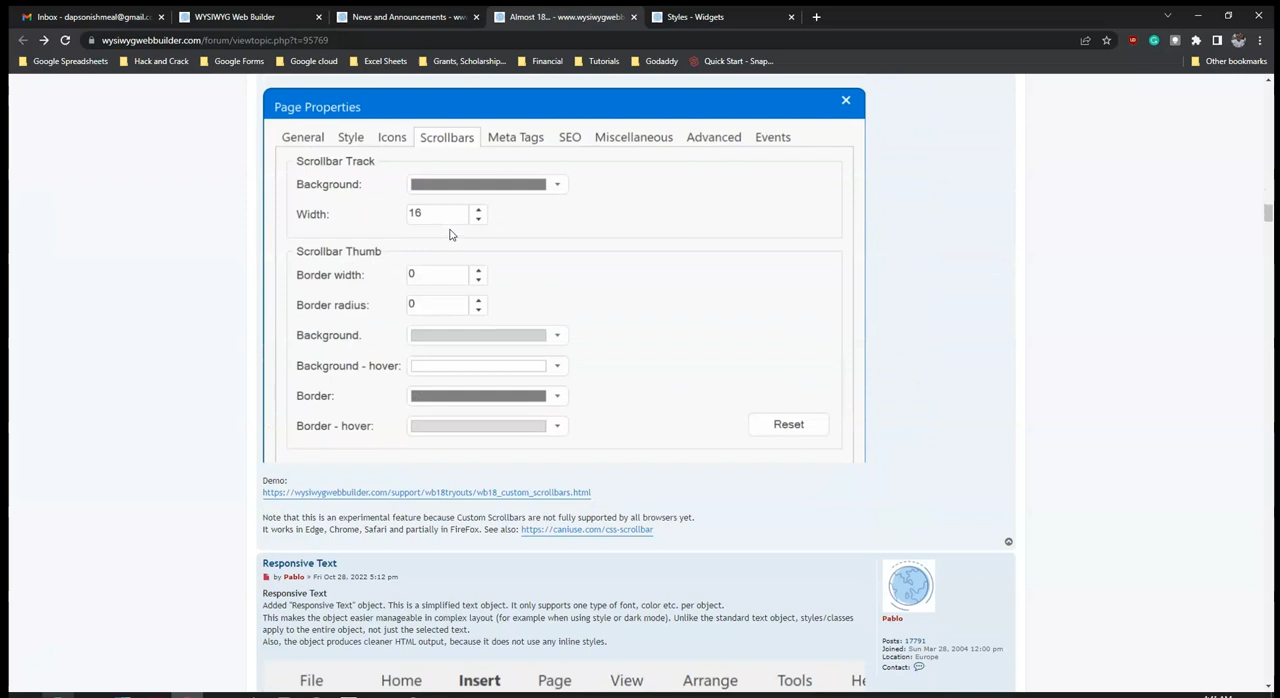 Inbox - dapsonishmeal@gmail.cc
WYSIWYG Web Builder
News and Announcements - www.
Almost 18... - www.wysiwygwebb
Styles - Widgets
wysiwygwebbuilder.com/forum/viewtopic.php?t=95769
Google Spreadsheets
Hack and Crack
Google Forms
Google cloud
Excel Sheets
Grants, Scholarship,...
Financial
Tutorials
Godaddy
Quick Start - Snap...
Other bookmarks
Page Properties
General
Style
Icons
Scrollbars
Meta Tags
SEO
Miscellaneous
Advanced
Events
Scrollbar Track
Background:
Width: 16
Scrollbar Thumb
Border width: 0
Border radius: 0
Background.
Background - hover:
Border:
Border - hover:
Reset
Demo:
https://wysiwygwebbuilder.com/support/wb18tryouts/wb18_custom_scrollbars.html
Note that this is an experimental feature because Custom Scrollbars are not fully supported by all browsers yet.
It works in Edge, Chrome, Safari and partially in FireFox. See also: https://caniuse.com/css-scrollbar
Responsive Text
by Pablo » Fri Oct 28, 2022 5:12 pm
Responsive Text
Added "Responsive Text" object. This is a simplified text object. It only supports one type of font, color etc. per object.
This makes the object easier manageable in complex layout (for example when using style or dark mode). Unlike the standard text object, styles/classes
apply to the entire object, not just the selected text.
Also, the object produces cleaner HTML output, because it does not use any inline styles.
Pablo
Posts: 17791
Joined: Sun Mar 28, 2004 12:00 pm
Location: Europe
Contact:
File
Home
Insert
Page
View
Arrange
Tools
He